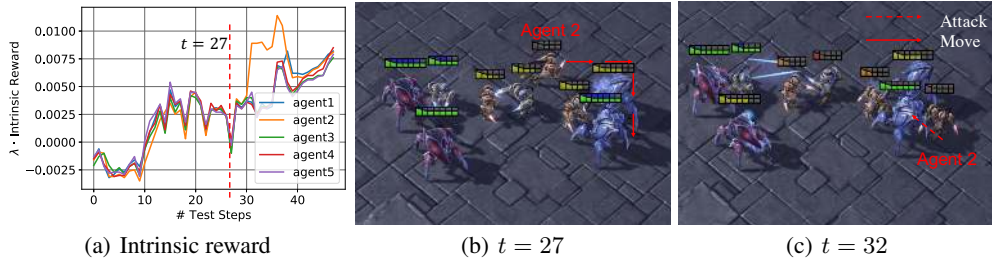 0.0100
0.0075
0.0050
0.0025
0.0000
−0.0025
λ · Intrinsic Reward
t = 27
agent1
agent2
agent3
agent4
agent5
0 10 20 30 40
# Test Steps
(a) Intrinsic reward
Agent 2
(b) t = 27
Attack
Move
Agent 2
(c) t = 32